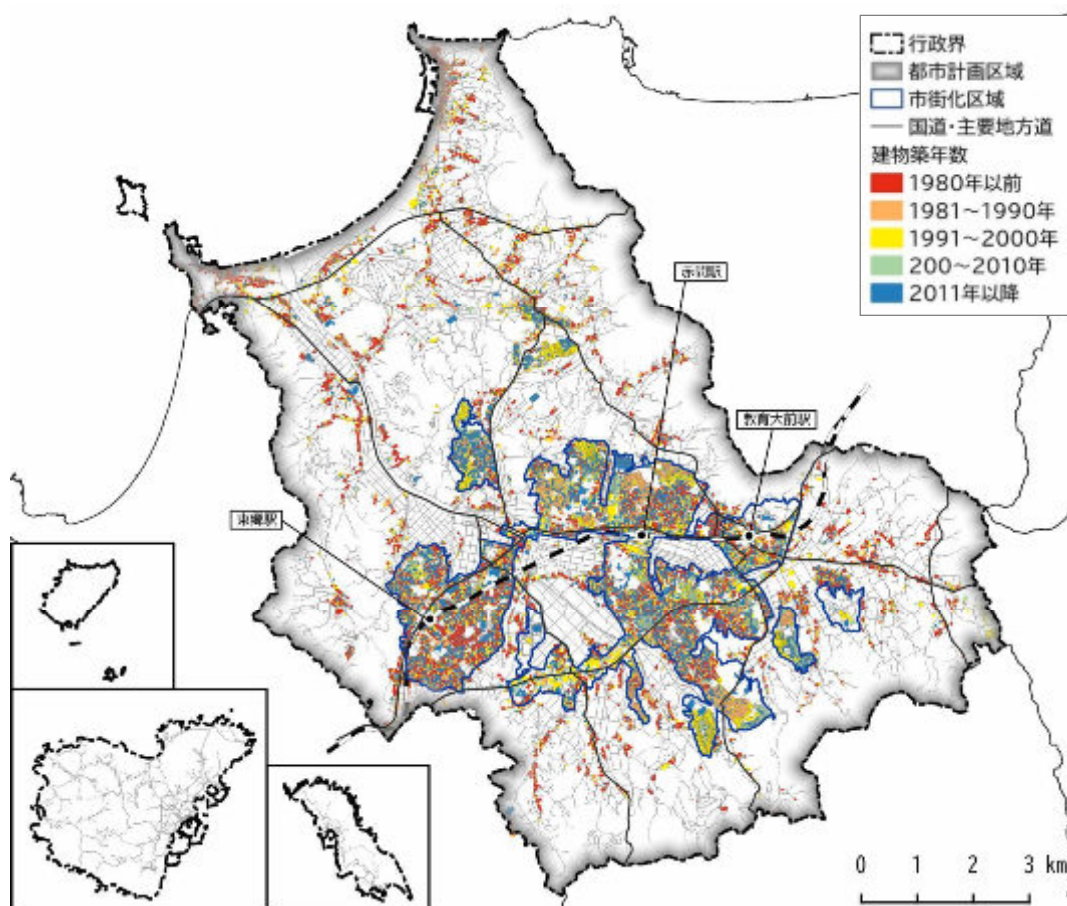 行政界
都市計画区域
市街化区域
国道・主要地方道
建物築年数
1980年以前
1981～1990年
1991～2000年
200～2010年
2011年以降
赤間駅
教育大前駅
東郷駅
0 1 2 3 km